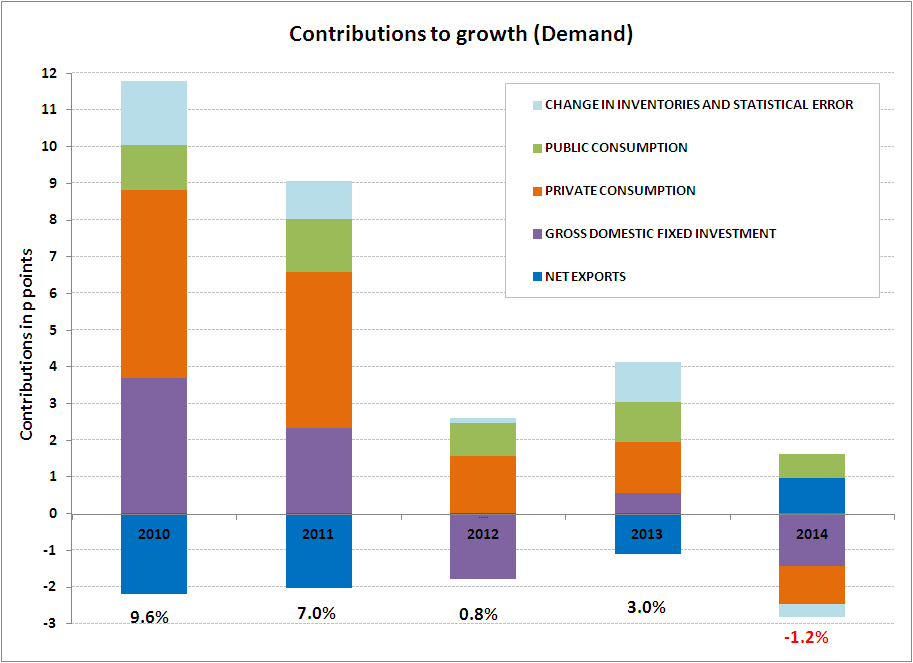 Contributions to growth (Demand)
Contributions in p points
12
11
10
9
8
7
6
5
4
3
2
1
0
-1
-2
-3
CHANGE IN INVENTORIES AND STATISTICAL ERROR
PUBLIC CONSUMPTION
PRIVATE CONSUMPTION
GROSS DOMESTIC FIXED INVESTMENT
NET EXPORTS
2010 2011 2012 2013 2014
9.6% 7.0% 0.8% 3.0% -1.2%